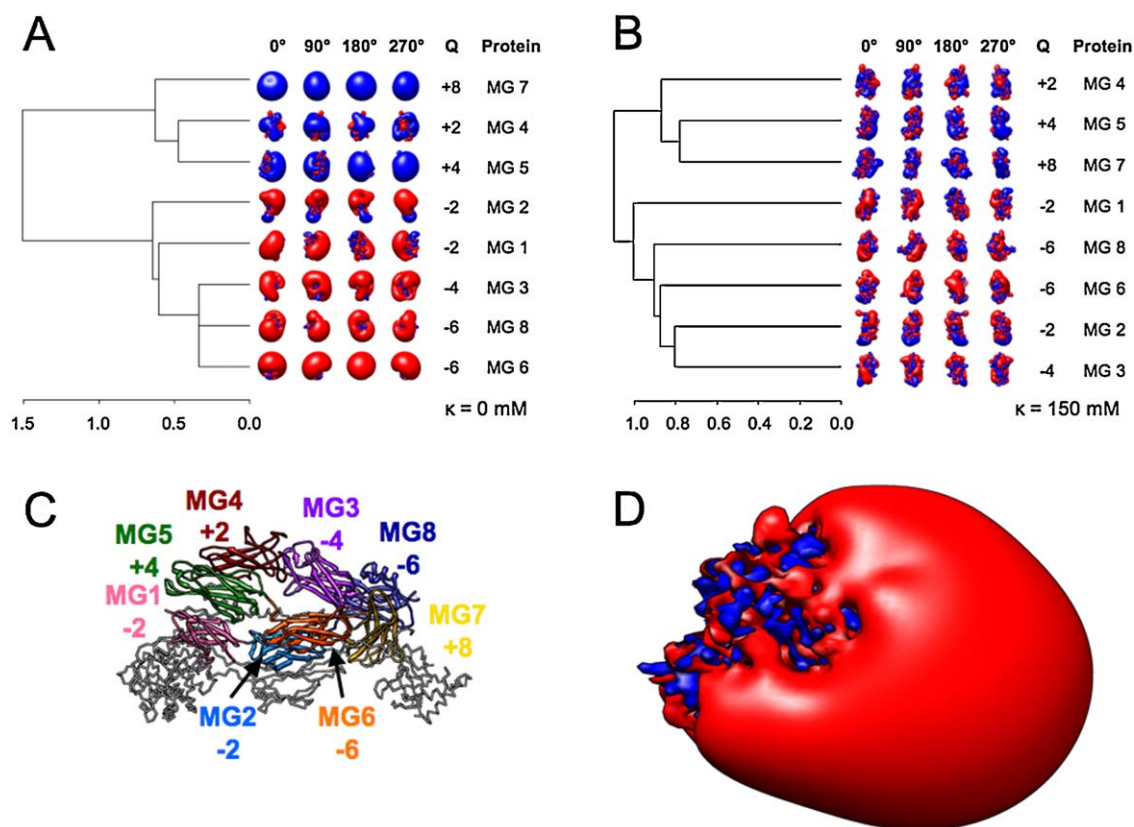 A
0° 90° 180° 270° Q Protein
+8 MG 7
+2 MG 4
+4 MG 5
-2 MG 2
-2 MG 1
-4 MG 3
-6 MG 8
-6 MG 6
κ = 0 mM
1.5 1.0 0.5 0.0
B
0° 90° 180° 270° Q Protein
+2 MG 4
+4 MG 5
+8 MG 7
-2 MG 1
-6 MG 8
-6 MG 6
-2 MG 2
-4 MG 3
κ = 150 mM
1.0 0.8 0.6 0.4 0.2 0.0
C
MG4
+2
MG3
-4
MG5
+4
MG8
-6
MG1
-2
MG7
+8
MG2
-2
MG6
-6
D